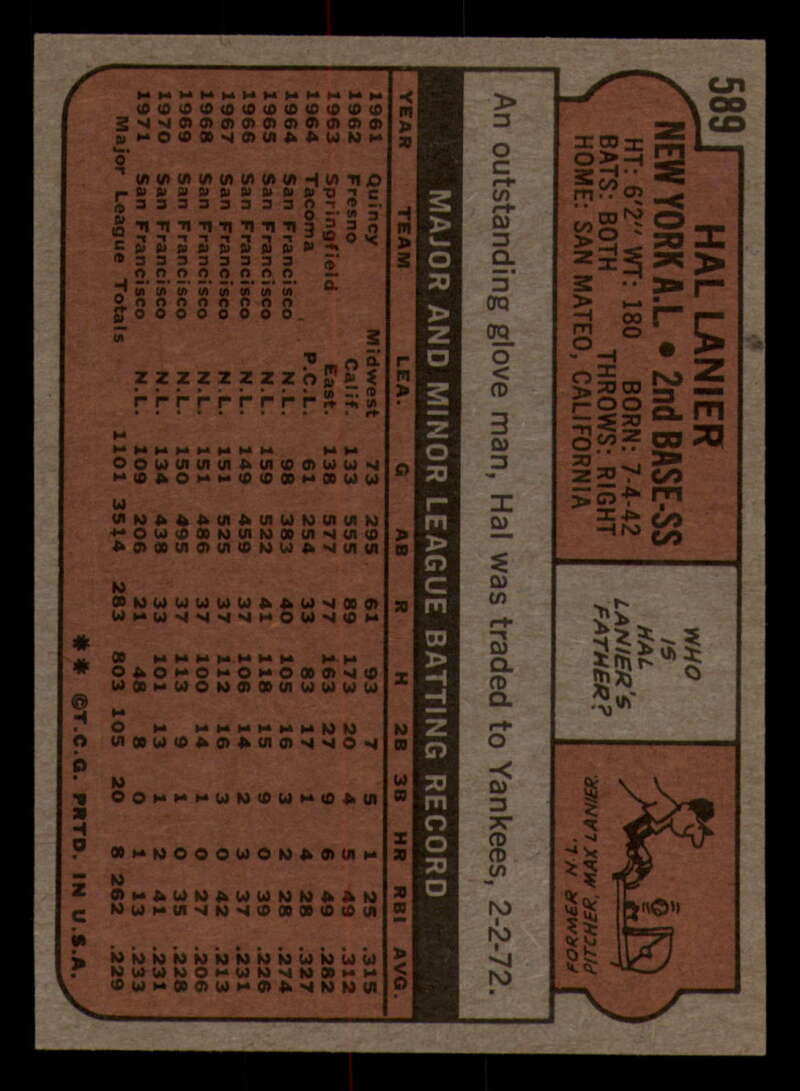 589
HAL LANIER
NEW YORK A.L. • 2nd BASE-SS
HT: 6'2" WT: 180 BORN: 7-4-42
BATS: BOTH THROWS: RIGHT
HOME: SAN MATEO, CALIFORNIA
WHO
IS
HAL
LANIER'S
FATHER?
PITCHER, MAX LANIER
FORMER N.L.
An outstanding glove man, Hal was traded to Yankees, 2-2-72.
MAJOR AND MINOR LEAGUE BATTING RECORD
YEAR TEAM LEA. G AB R H 2B 3B HR RBI AVG.
1961 Quincy Midwest 73 295 61 93 7 5 1 25 .315
1962 Fresno Calif. 133 555 89 173 20 4 5 49 .312
1963 Springfield East. 138 577 77 163 27 9 6 49 .282
1964 Tacoma P.C.L. 61 254 33 83 17 1 4 28 .327
1964 San Francisco N.L. 98 383 40 105 16 3 2 28 .274
1965 San Francisco N.L. 159 522 41 118 15 9 0 39 .226
1966 San Francisco N.L. 149 459 37 106 14 2 3 37 .231
1967 San Francisco N.L. 151 525 37 112 16 3 0 42 .213
1968 San Francisco N.L. 151 486 37 100 14 1 0 27 .206
1969 San Francisco N.L. 150 495 37 113 9 1 0 35 .228
1970 San Francisco N.L. 134 438 33 101 13 1 2 41 .231
1971 San Francisco N.L. 109 206 21 48 8 0 1 13 .233
Major League Totals 1101 3514 283 803 105 20 8 262 .229
** ©T.C.G. PRTD. IN U.S.A.